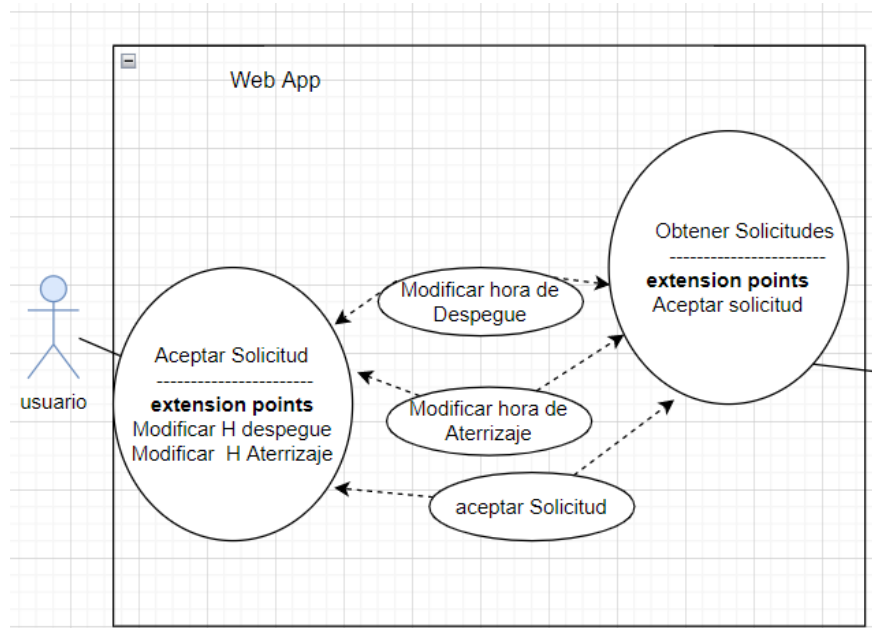 Web App
usuario
Aceptar Solicitud
------------------------
extension points
Modificar H despegue
Modificar H Aterrizaje
Modificar hora de
Despegue
Modificar hora de
Aterrizaje
aceptar Solicitud
Obtener Solicitudes
------------------------
extension points
Aceptar solicitud